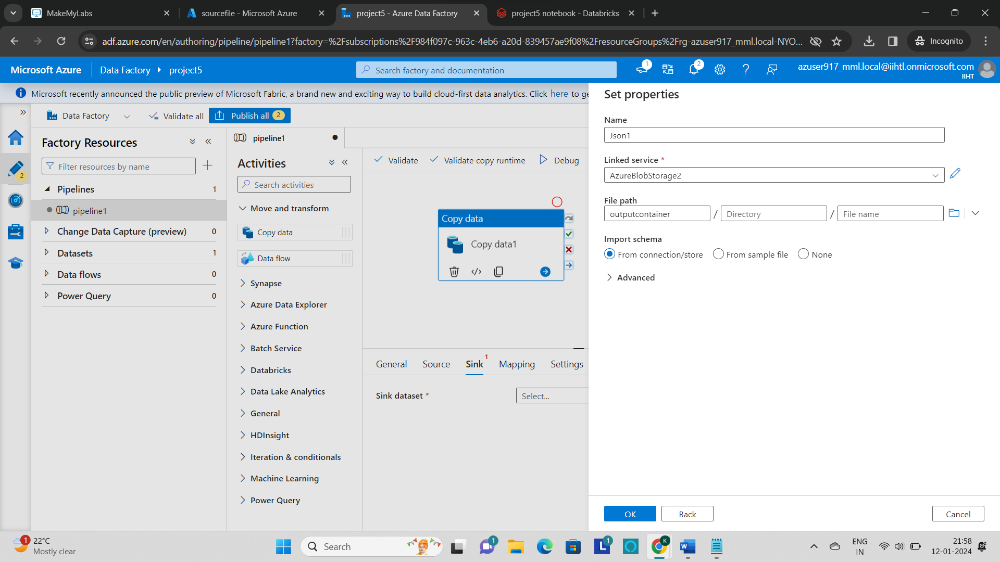 MakeMyLabs
sourcefile - Microsoft Azure
project5 - Azure Data Factory
project5 notebook - Databricks
adf.azure.com/en/authoring/pipeline/pipeline1?factory=%2Fsubscriptions%2F984f097c-963c-4eb6-a20d-839457ae9f08%2FresourceGroups%2Frg-azuser917_mml.local-NYO...
Incognito
Microsoft Azure
Data Factory
project5
Search factory and documentation
1
2
azuser917_mml.local@iihtl.onmicrosoft.com
IIHT
Microsoft recently announced the public preview of Microsoft Fabric, a brand new and exciting way to build cloud-first data analytics. Click here to ge
Data Factory
Validate all
Publish all 2
Factory Resources
Filter resources by name
2
Pipelines 1
pipeline1
Change Data Capture (preview) 0
Datasets 1
Data flows 0
Power Query 0
pipeline1
Activities
Search activities
Move and transform
Copy data
Data flow
Synapse
Azure Data Explorer
Azure Function
Batch Service
Databricks
Data Lake Analytics
General
HDInsight
Iteration & conditionals
Machine Learning
Power Query
Validate
Validate copy runtime
Debug
Copy data
Copy data1
General
Source
Sink 1
Mapping
Settings
Sink dataset *
Select...
Set properties
Name
Json1
Linked service *
AzureBlobStorage2
File path
outputcontainer / Directory / File name
Import schema
From connection/store
From sample file
None
Advanced
OK
Back
Cancel
1
22°C
Mostly clear
Search
1
L
1
K
W
ENG
IN
21:58
12-01-2024